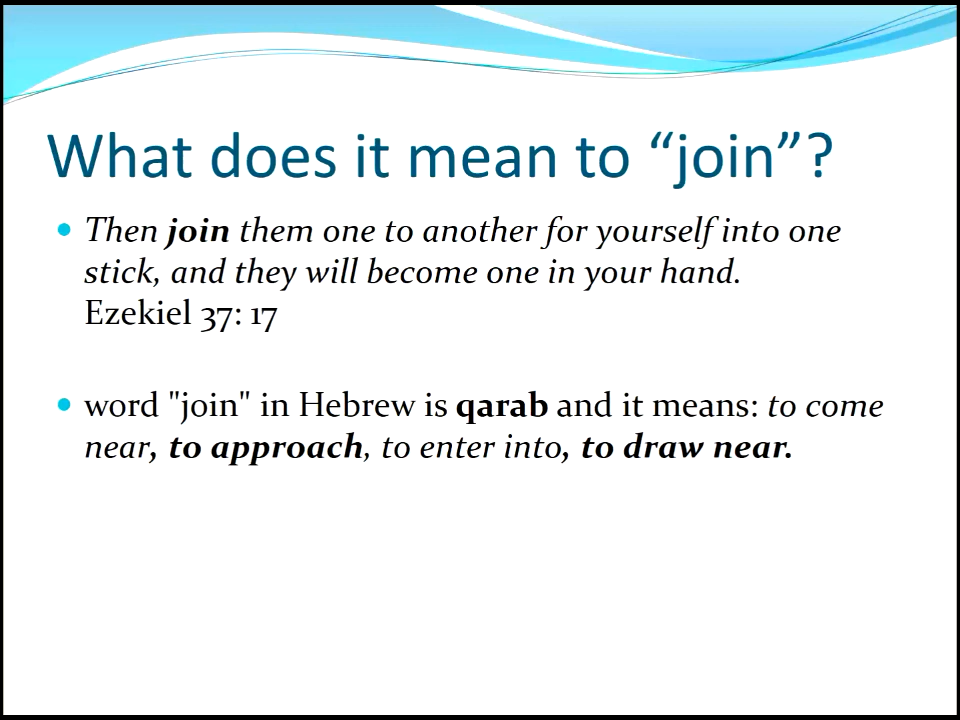 What does it mean to “join”?
Then join them one to another for yourself into one
stick, and they will become one in your hand.
Ezekiel 37: 17
word "join" in Hebrew is qarab and it means: to come
near, to approach, to enter into, to draw near.